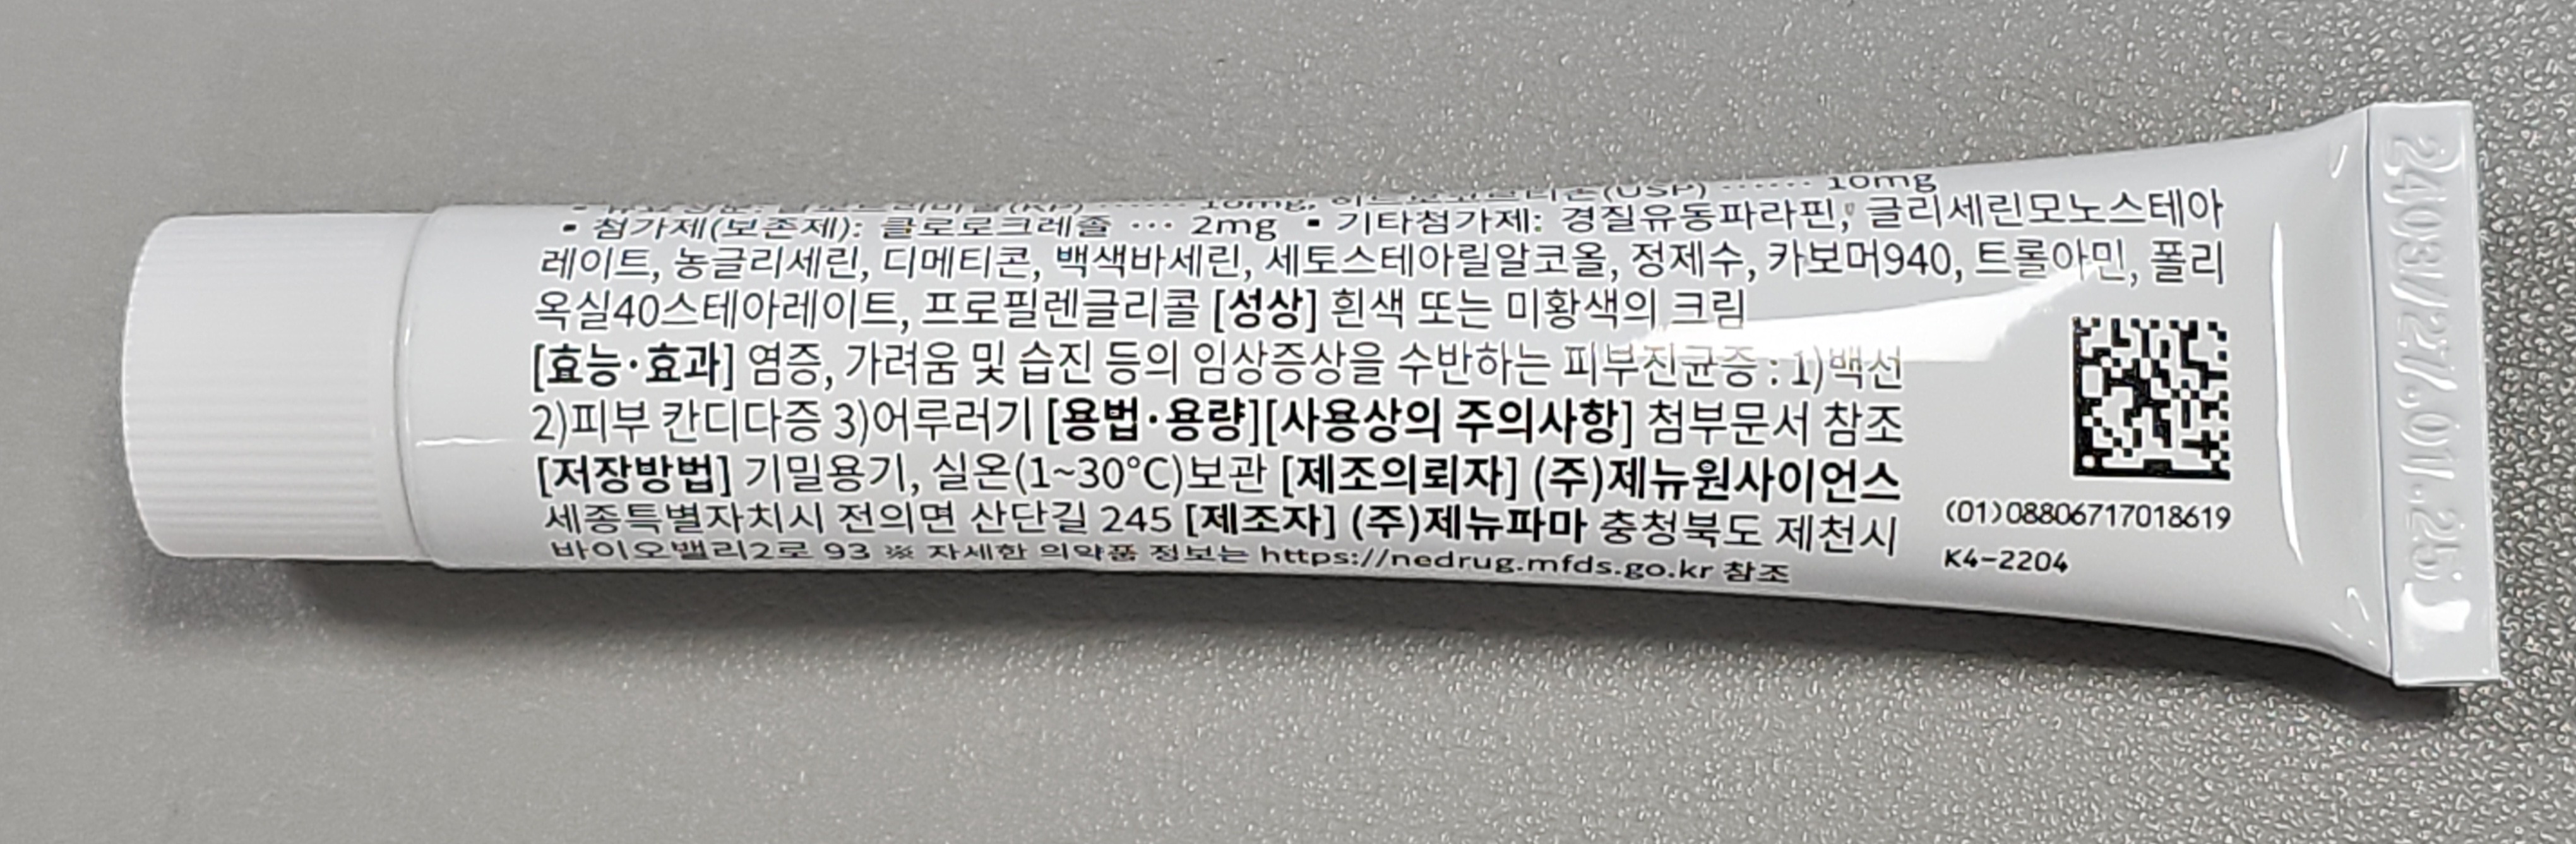 10mg, (USP) ······ 10mg
▪ 첨가제(보존제): 클로로크레졸 ··· 2mg ▪ 기타첨가제: 경질유동파라핀, 글리세린모노스테아
레이트, 농글리세린, 디메티콘, 백색바세린, 세토스테아릴알코올, 정제수, 카보머940, 트롤아민, 폴리
옥실40스테아레이트, 프로필렌글리콜 [성상] 흰색 또는 미황색의 크림
[효능·효과] 염증, 가려움 및 습진 등의 임상증상을 수반하는 피부진균증 : 1)백선
2)피부 칸디다증 3)어루러기 [용법·용량][사용상의 주의사항] 첨부문서 참조
[저장방법] 기밀용기, 실온(1~30°C)보관 [제조의뢰자] (주)제뉴원사이언스
세종특별자치시 전의면 산단길 245 [제조자] (주)제뉴파마 충청북도 제천시
바이오밸리2로 93 ※ 자세한 의약품 정보는 https://nedrug.mfds.go.kr 참조
(01)08806717018619
K4-2204